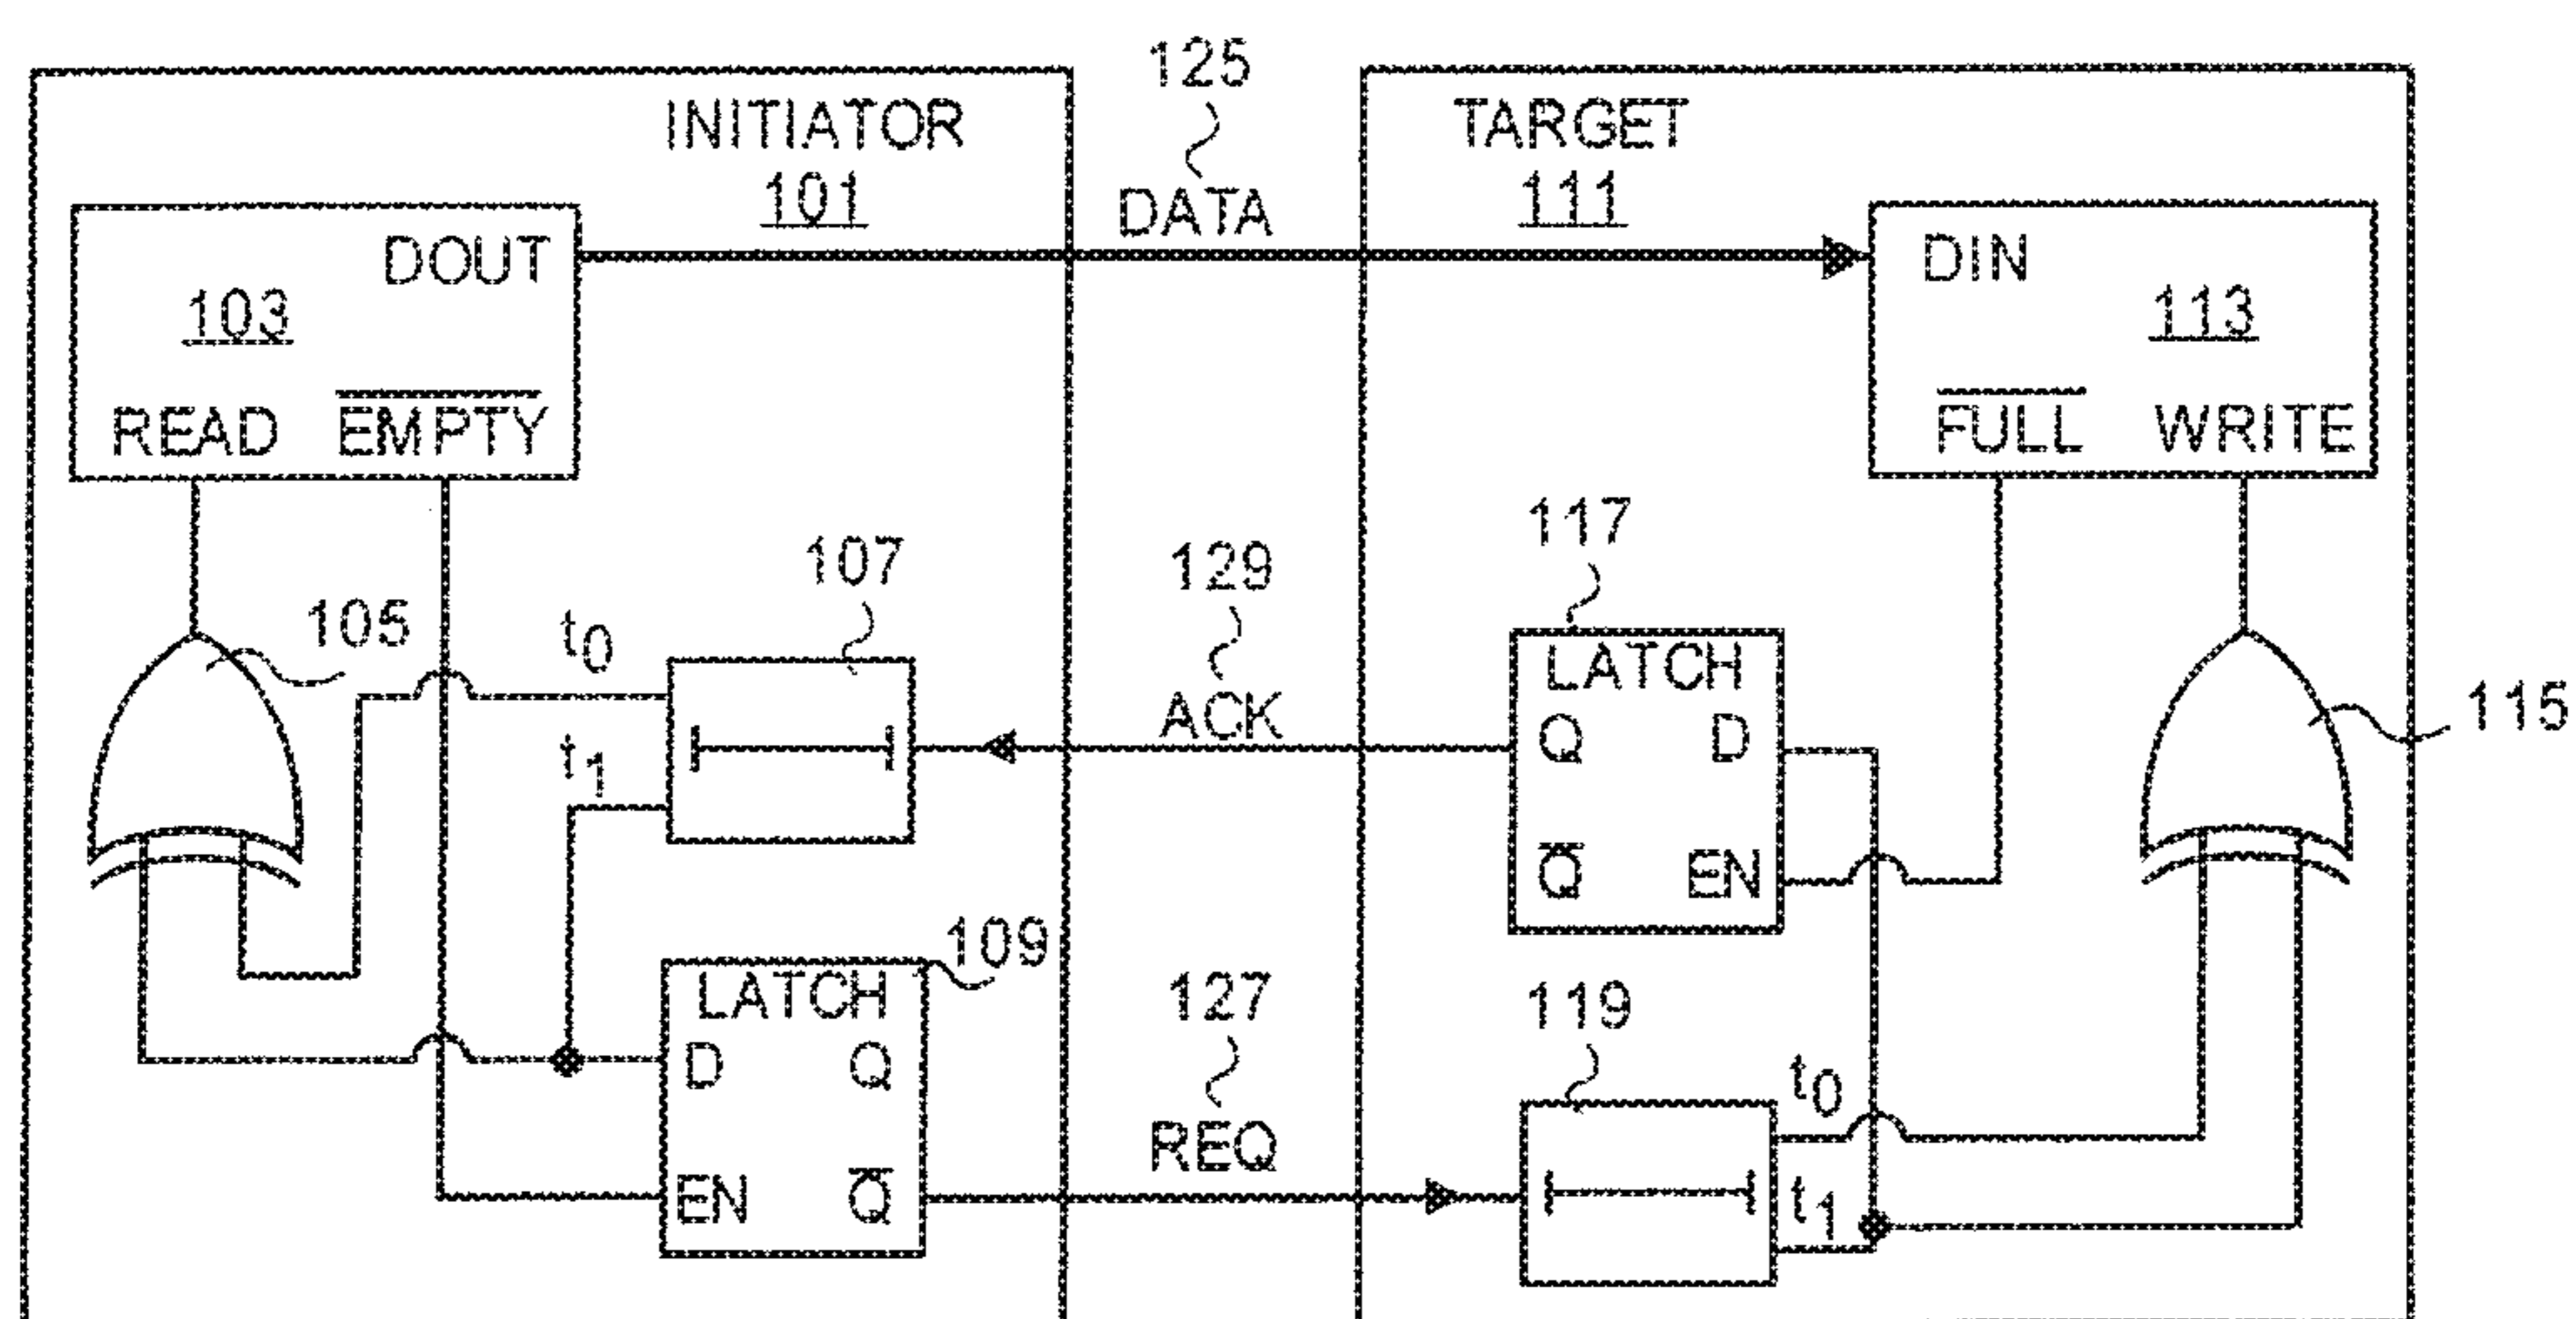 125
INITIATOR
101
DATA
TARGET
111
DOUT
103
READ EMPTY
DIN
113
FULL WRITE
105
t0
107
t1
129
ACK
117
LATCH
Q D
Q EN
115
109
LATCH
D Q
EN Q
127
REQ
119
t0
t1